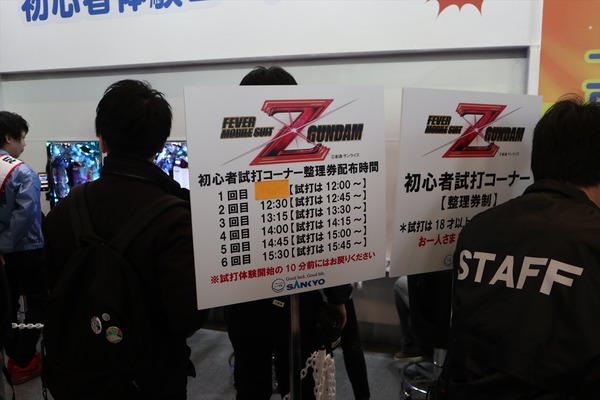 初心者体験
FEVER
MOBILE SUIT
Z
GUNDAM
初心者試打コーナー整理券配布時間
1回目 【試打は 12:00 ～】
2回目 12:30【試打は 12:45 ～】
3回目 13:15【試打は 13:30 ～】
4回目 14:00【試打は 14:15 ～】
5回目 14:45【試打は 15:00 ～】
6回目 15:30【試打は 15:45 ～】
※試打体験開始の 10 分前にはお戻りください
Good luck. Good life.
SANKYO
FEVER
MOBILE SUIT
Z
GUNDAM
初心者試打コーナー
【整理券制】
＊試打は 18 才以上
お一人さま
STAFF